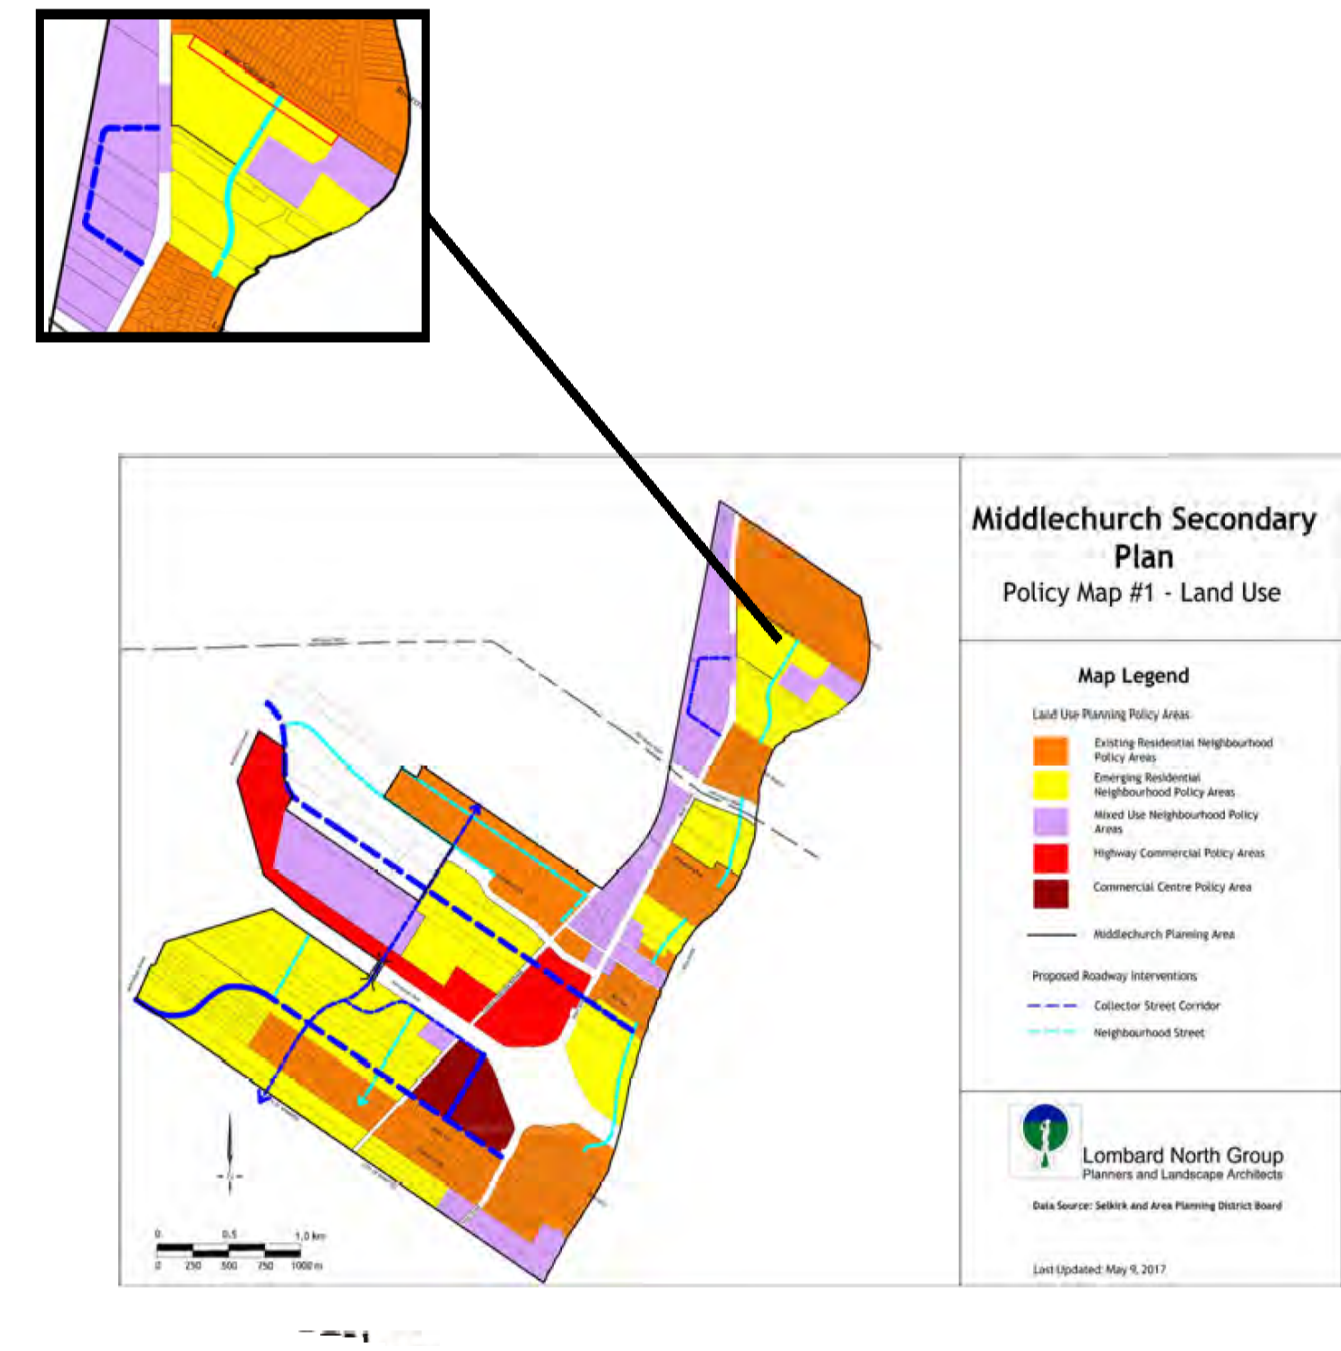 Middlechurch Secondary
Plan
Policy Map #1 - Land Use
Map Legend
Land Use Planning Policy Areas
Existing Residential Neighbourhood
Policy Areas
Emerging Residential
Neighbourhood Policy Areas
Mixed Use Neighbourhood Policy
Areas
Highway Commercial Policy Areas
Commercial Centre Policy Area
Middlechurch Planning Area
Proposed Roadway Interventions
Collector Street Corridor
Neighbourhood Street
Lombard North Group
Planners and Landscape Architects
Data Source: Selkirk and Area Planning District Board
Last Updated: May 9, 2017
0 0.5 1.0 km
0 250 500 750 1000 m